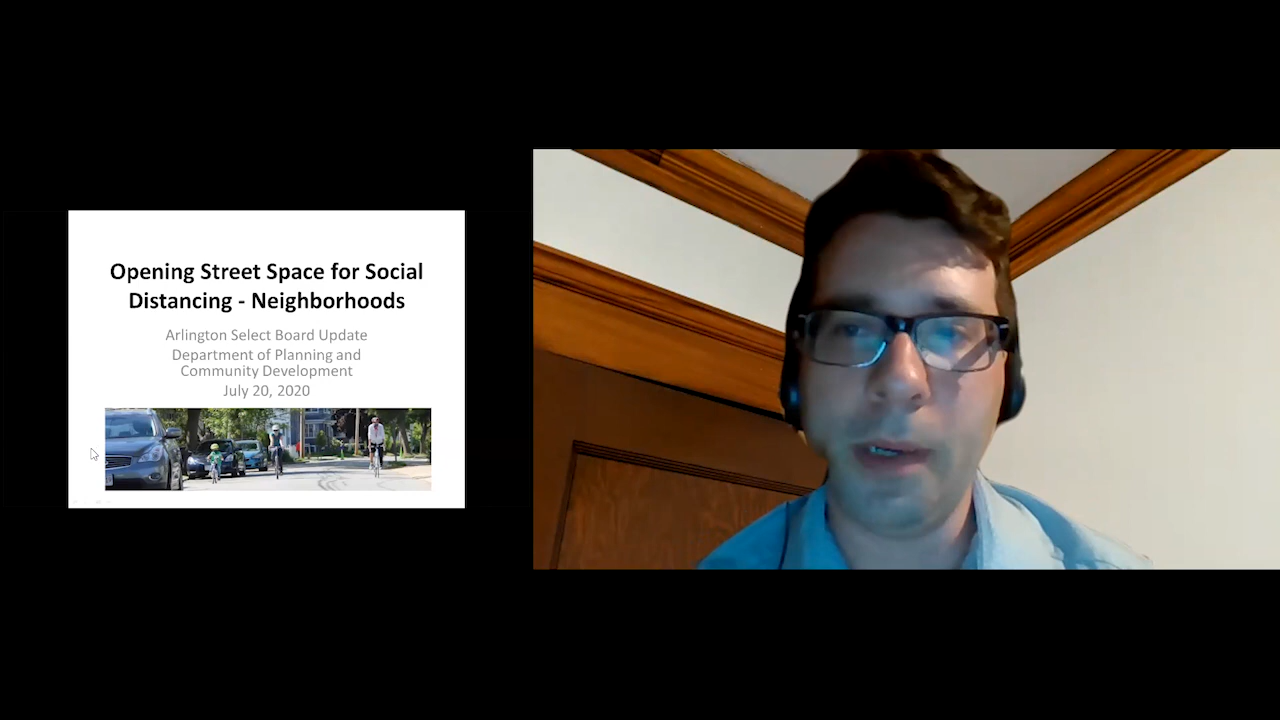 Opening Street Space for Social
Distancing - Neighborhoods
Arlington Select Board Update
Department of Planning and
Community Development
July 20, 2020